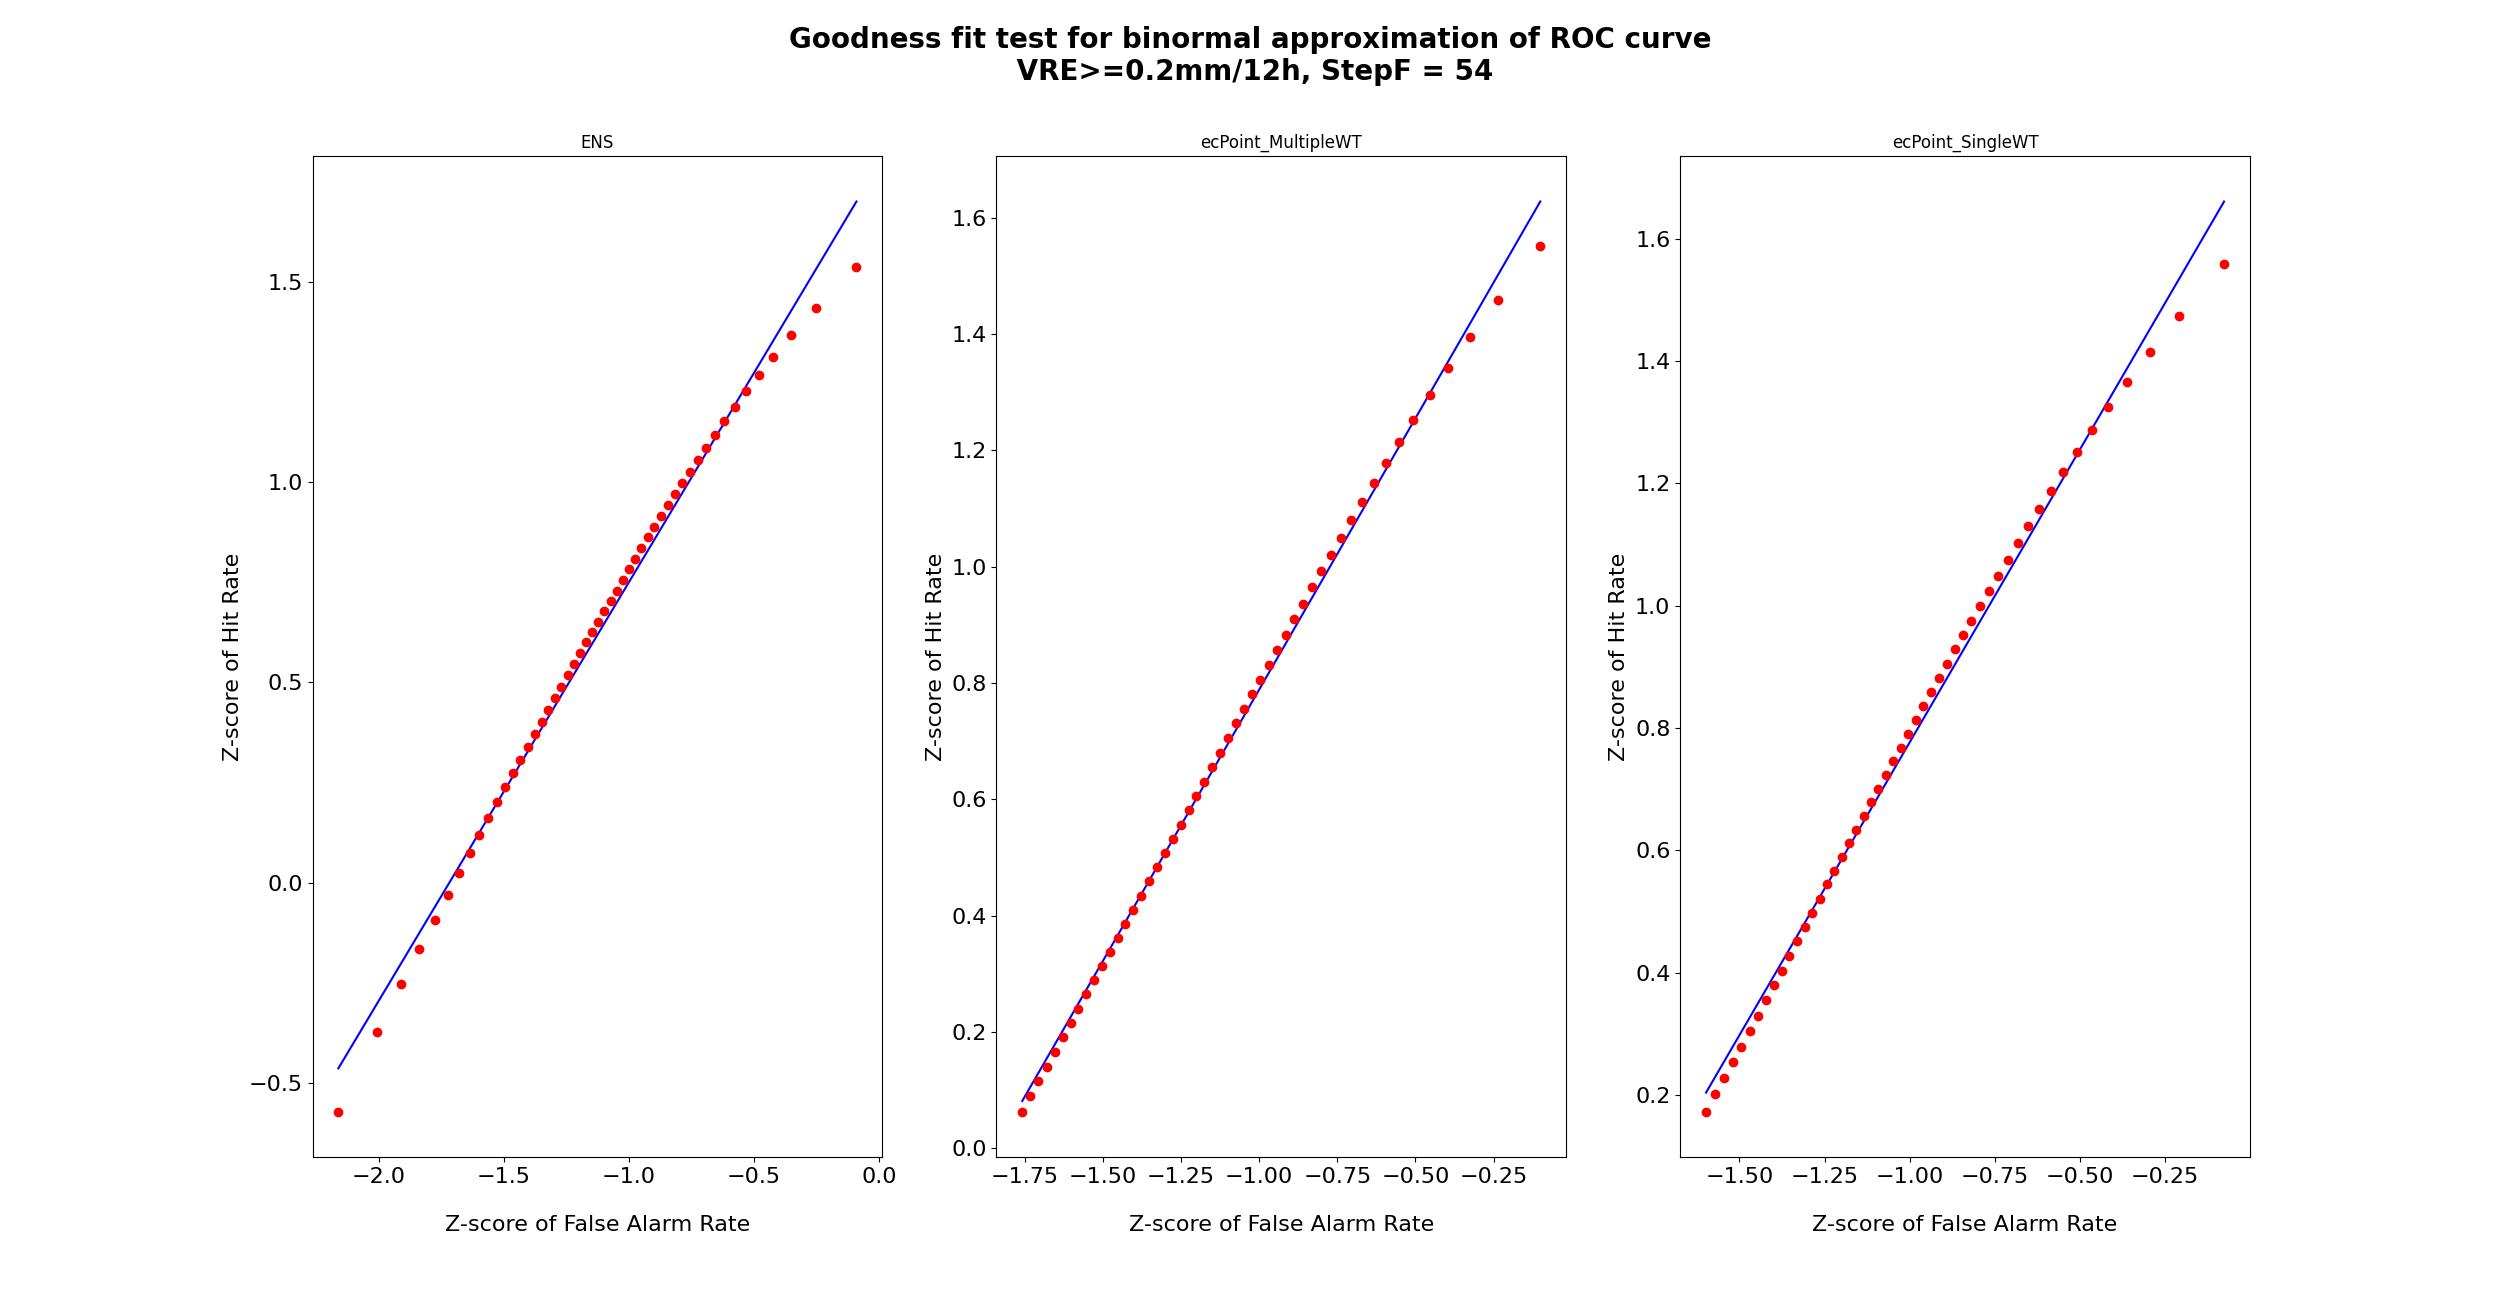 Goodness fit test for binormal approximation of ROC curve
VRE>=0.2mm/12h, StepF = 54
ENS
Z-score of Hit Rate
1.5
1.0
0.5
0.0
−0.5
−2.0 −1.5 −1.0 −0.5 0.0
Z-score of False Alarm Rate
ecPoint_MultipleWT
Z-score of Hit Rate
1.6
1.4
1.2
1.0
0.8
0.6
0.4
0.2
0.0
−1.75 −1.50 −1.25 −1.00 −0.75 −0.50 −0.25
Z-score of False Alarm Rate
ecPoint_SingleWT
Z-score of Hit Rate
1.6
1.4
1.2
1.0
0.8
0.6
0.4
0.2
−1.50 −1.25 −1.00 −0.75 −0.50 −0.25
Z-score of False Alarm Rate